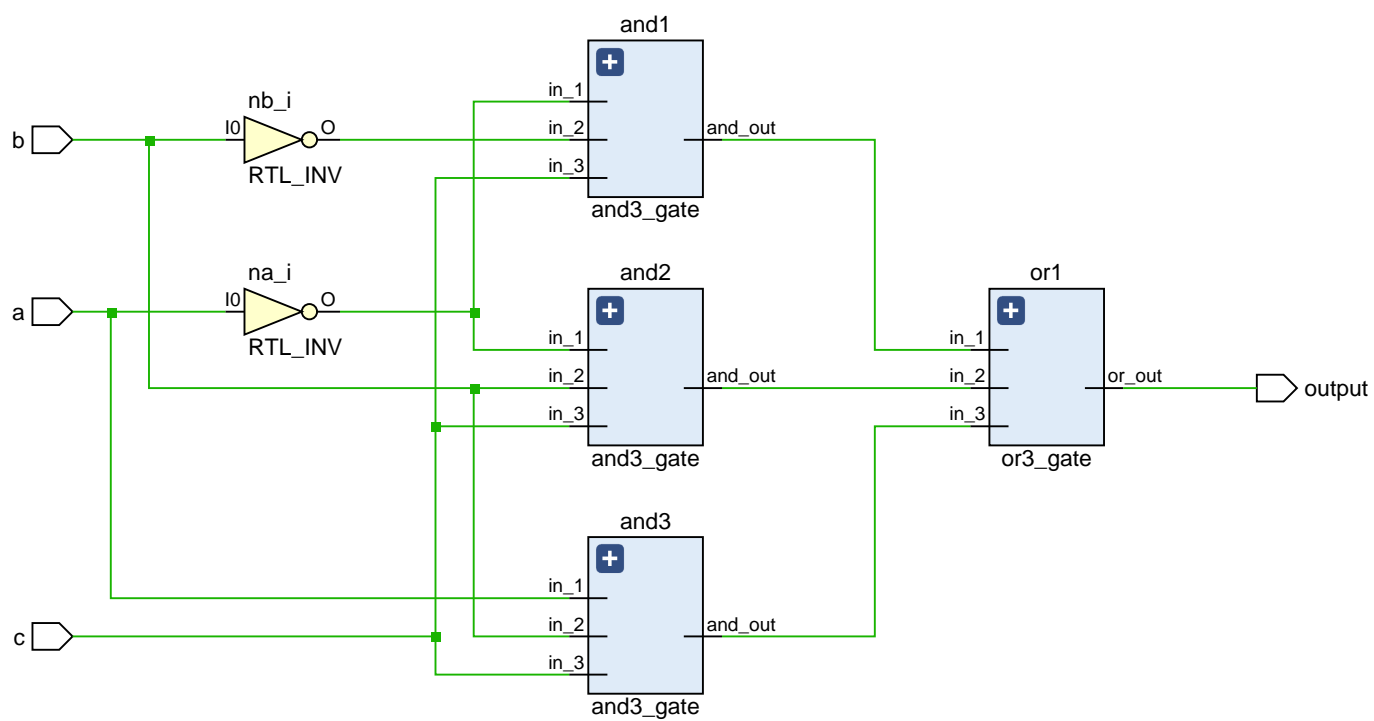 and1
in_1
in_2
in_3
and_out
and3_gate
b
nb_i
I0
O
RTL_INV
a
na_i
I0
O
RTL_INV
and2
in_1
in_2
in_3
and_out
and3_gate
c
and3
in_1
in_2
in_3
and_out
and3_gate
or1
in_1
in_2
in_3
or_out
or3_gate
output